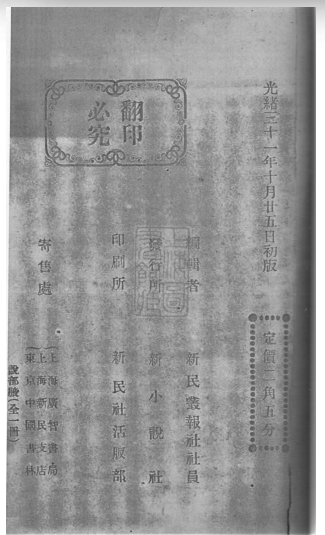 光緒三十一年十月廿五日初版
定價二角五分
翻印
必究
編輯者 新民叢報社社員
發行所 新小說社
印刷所 新民社活版部
寄售處
上海廣智書局
上海新民支店
東京中國書林
說部腋(全一冊)